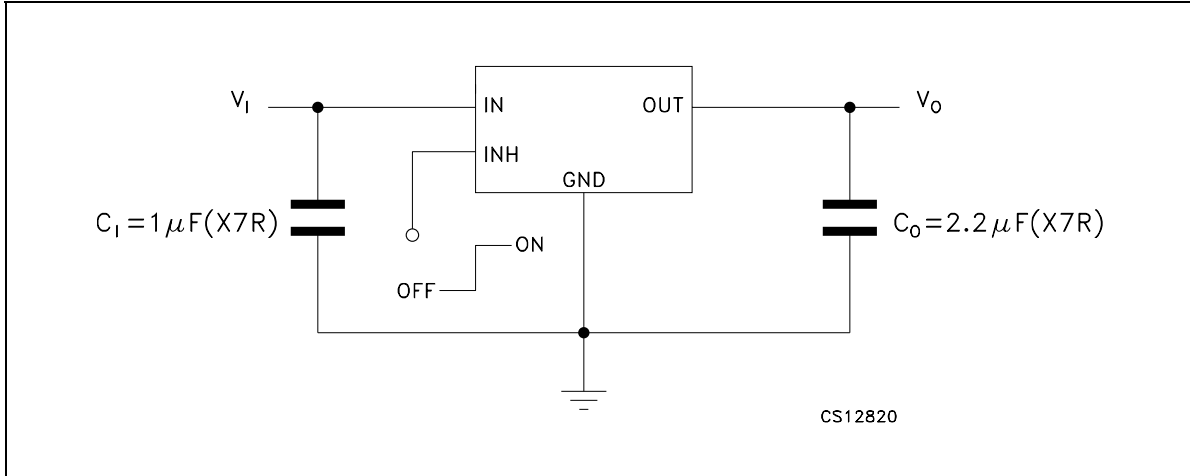 V_I
IN
OUT
V_O
INH
GND
C_I=1μF(X7R)
C_O=2.2μF(X7R)
ON
OFF
CS12820